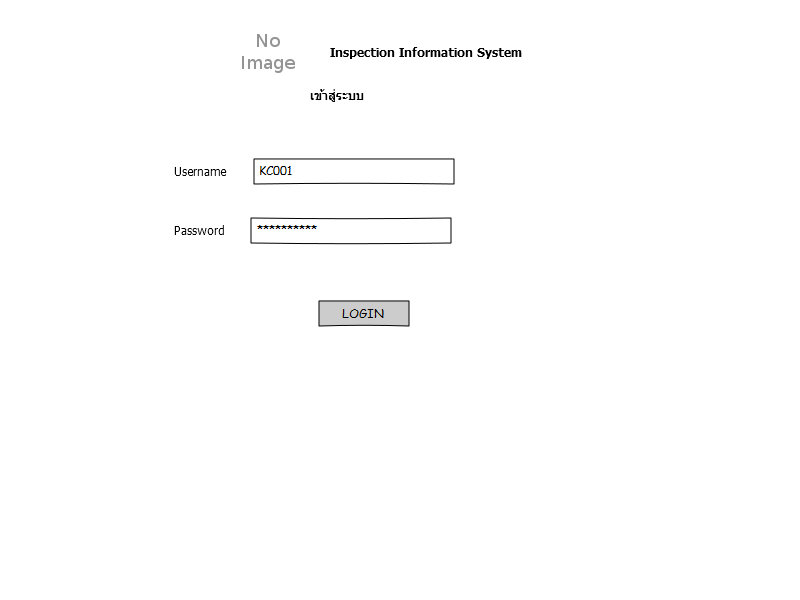 No
Image
Inspection Information System
เข้าสู่ระบบ
Username
KC001
Password
**********
LOGIN